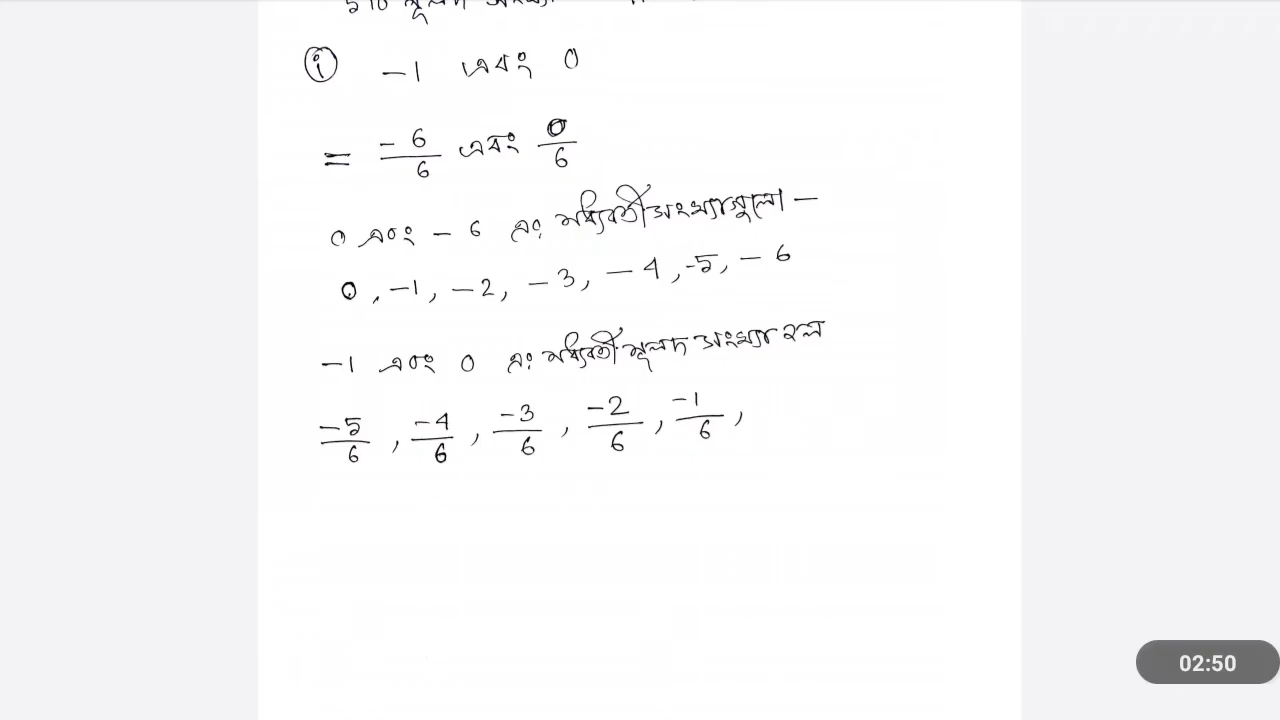 ⓘ -1 এবং 0
= -6/6 এবং 0/6
0 এবং - 6 এর মধ্যবর্তী সংখ্যাগুলো —
0, -1, -2, -3, -4, -5, -6
-1 এবং 0 এর মধ্যবর্তী মূলদ সংখ্যা হল
-5/6, -4/6, -3/6, -2/6, -1/6,
02:50